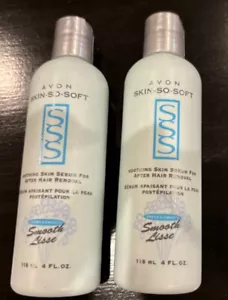 AVON
SKIN-SO-SOFT
SSS
SOOTHING SKIN SERUM FOR
AFTER HAIR REMOVAL
SÉRUM APAISANT POUR LA PEAU
POSTÉPILATION
Smooth
Lisse
118 ml 4 FL.OZ.
AVON
SKIN-SO-SOFT
SSS
SOOTHING SKIN SERUM FOR
AFTER HAIR REMOVAL
SÉRUM APAISANT POUR LA PEAU
POSTÉPILATION
Smooth
Lisse
118 ml 4 FL.OZ.